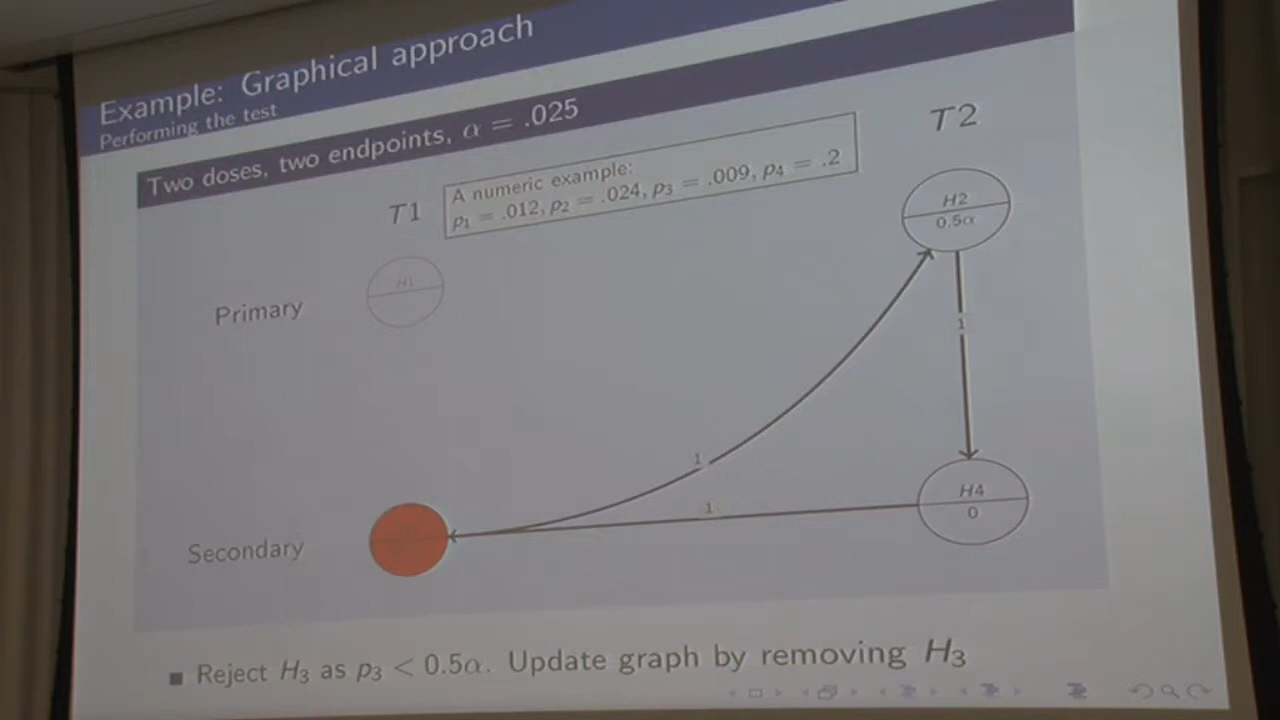 Example: Graphical approach
Performing the test
Two doses, two endpoints, α = .025
A numeric example:
p₁ = .012, p₂ = .024, p₃ = .009, p₄ = .2
T1
T2
H1
H2
0.5α
Primary
1
1
1
H4
0
Secondary
■ Reject H₃ as p₃ < 0.5α. Update graph by removing H₃